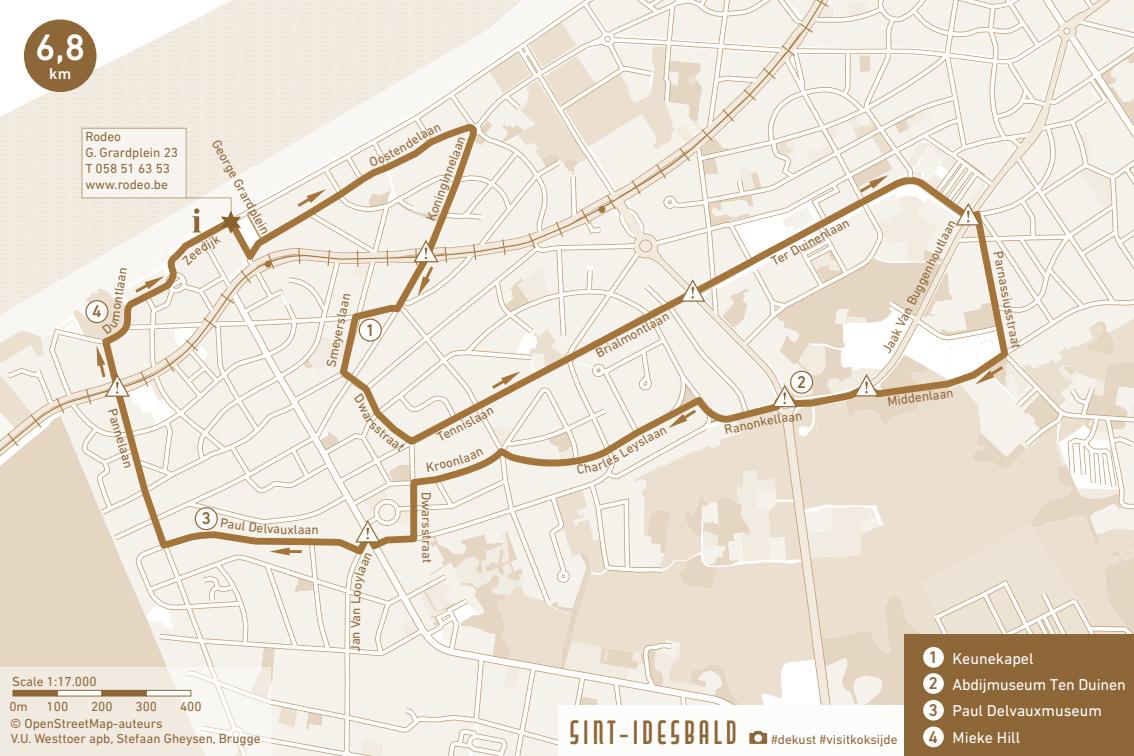 6,8
km
Rodeo
G. Grardplein 23
T 058 51 63 53
www.rodeo.be
George Grardplein
Oostendelaan
Koninginnelaan
Zeedijk
i
Dumontlaan
4
Smeyerslaan
1
Ter Duinenlaan
Jaak Van Buggenhoutlaan
Parnassiusstraat
Brialmontlaan
Pannelaan
Dwarsstraat
Tennislaan
2
Middenlaan
Ranonkellaan
Charles Leyslaan
Kroonlaan
Dwarsstraat
3
Paul Delvauxlaan
Jan Van Looylaan
!
!
!
!
!
!
!
Scale 1:17.000
0m 100 200 300 400
© OpenStreetMap-auteurs
V.U. Westtoer apb, Stefaan Gheysen, Brugge
SINT-IDESBALD
#dekust #visitkoksijde
1 Keunekapel
2 Abdijmuseum Ten Duinen
3 Paul Delvauxmuseum
4 Mieke Hill